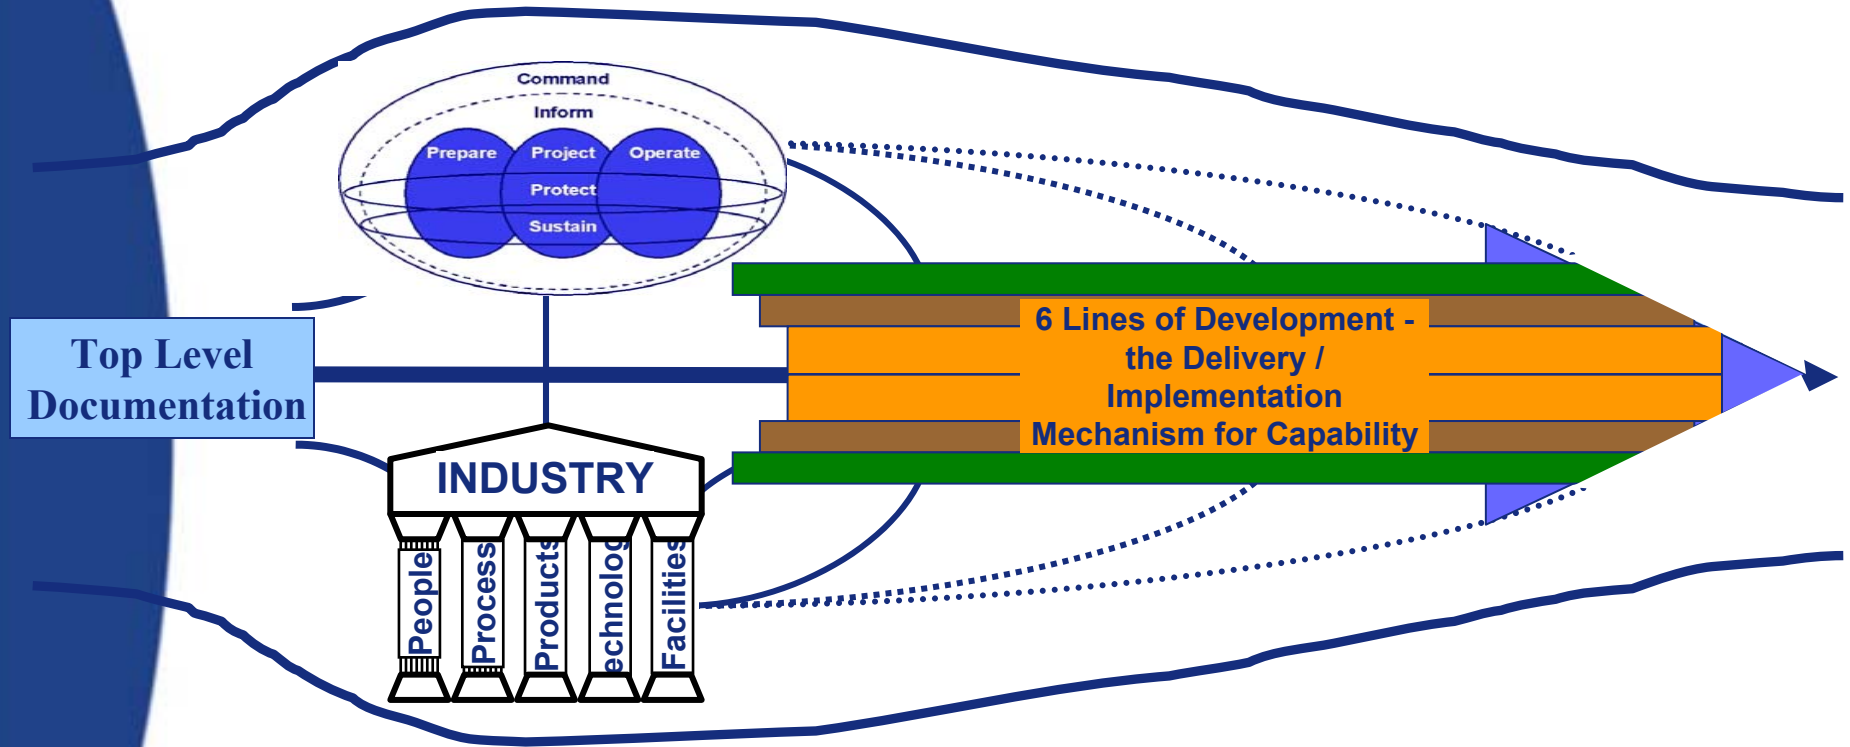 Command
Inform
Prepare Project Operate
Protect
Sustain
Top Level
Documentation
6 Lines of Development -
the Delivery /
Implementation
Mechanism for Capability
INDUSTRY
People
Process
Products
echnolog
Facilities